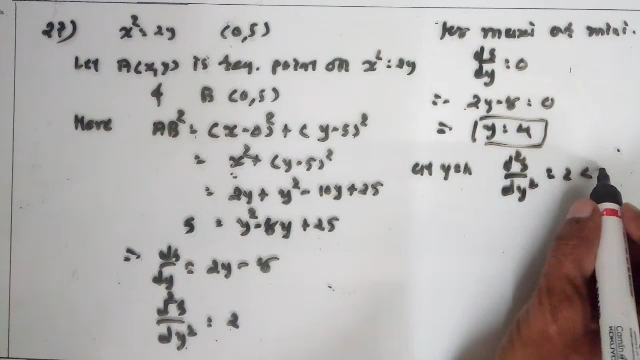 27) x² = 2y (0,5)
Let A(x,y) is req. point on x² = 2y
& B (0,5)
Here AB² = (x-0)² + (y-5)²
= x² + (y-5)²
= 2y + y² - 10y + 25
S = y² - 8y + 25
⇒ ds/dy = 2y - 8
d²s/dy² = 2
for maxi or mini.
ds/dy = 0
∴ 2y - 8 = 0
⇒ y = 4
at y=4 d²s/dy² = 2 <
Camlin
KOKUYO